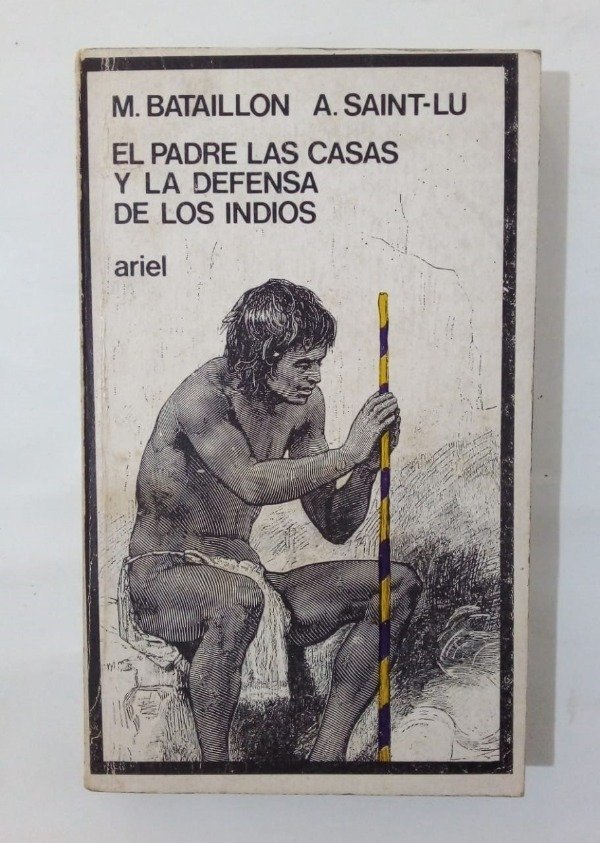 M. BATAILLON A. SAINT-LU
EL PADRE LAS CASAS
Y LA DEFENSA
DE LOS INDIOS
ariel